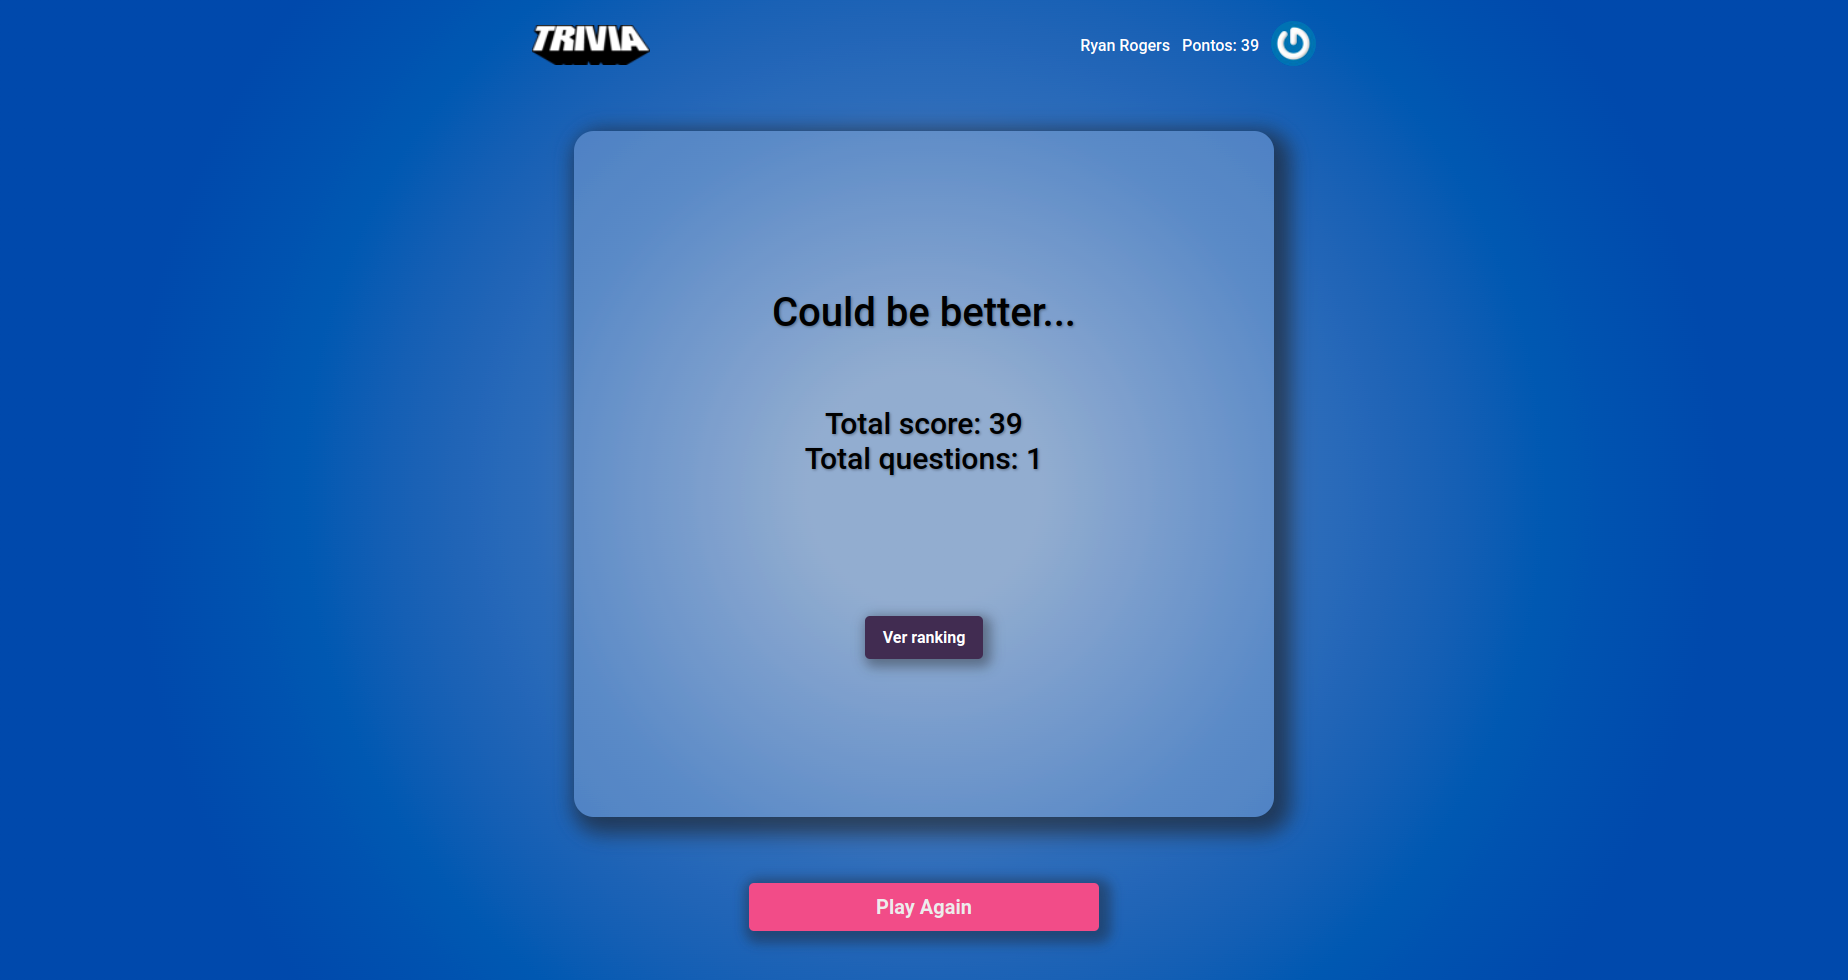 TRIVIA
Ryan Rogers Pontos: 39
Could be better...
Total score: 39
Total questions: 1
Ver ranking
Play Again